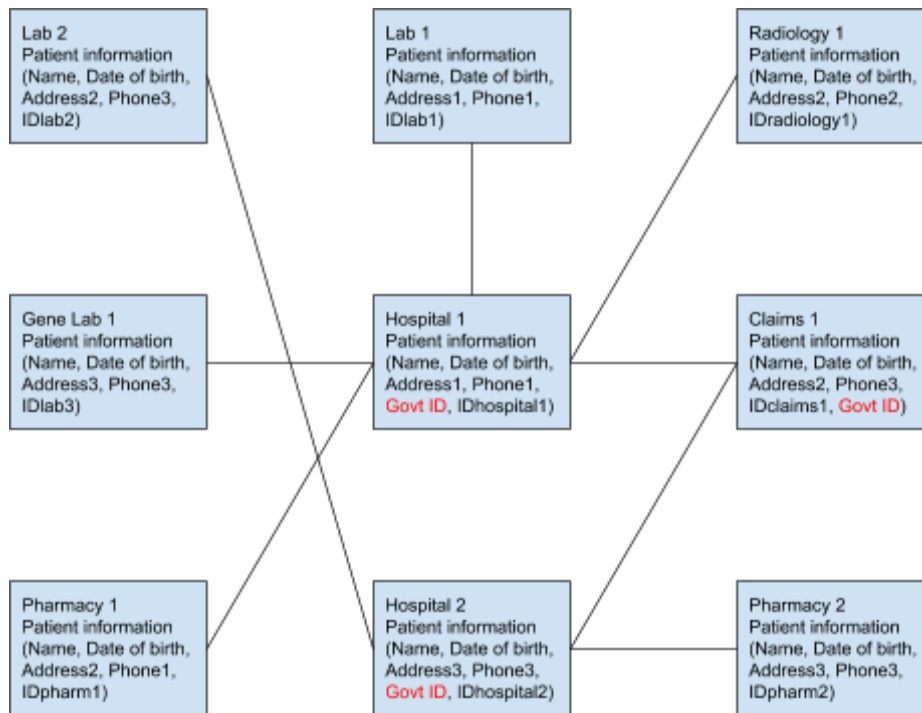 Lab 2
Patient information
(Name, Date of birth,
Address2, Phone3,
IDlab2)
Lab 1
Patient information
(Name, Date of birth,
Address1, Phone1,
IDlab1)
Radiology 1
Patient information
(Name, Date of birth,
Address2, Phone2,
IDradiology1)
Gene Lab 1
Patient information
(Name, Date of birth,
Address3, Phone3,
IDlab3)
Hospital 1
Patient information
(Name, Date of birth,
Address1, Phone1,
Govt ID, IDhospital1)
Claims 1
Patient information
(Name, Date of birth,
Address2, Phone3,
IDclaims1, Govt ID)
Pharmacy 1
Patient information
(Name, Date of birth,
Address2, Phone1,
IDpharm1)
Hospital 2
Patient information
(Name, Date of birth,
Address3, Phone3,
Govt ID, IDhospital2)
Pharmacy 2
Patient information
(Name, Date of birth,
Address3, Phone3,
IDpharm2)